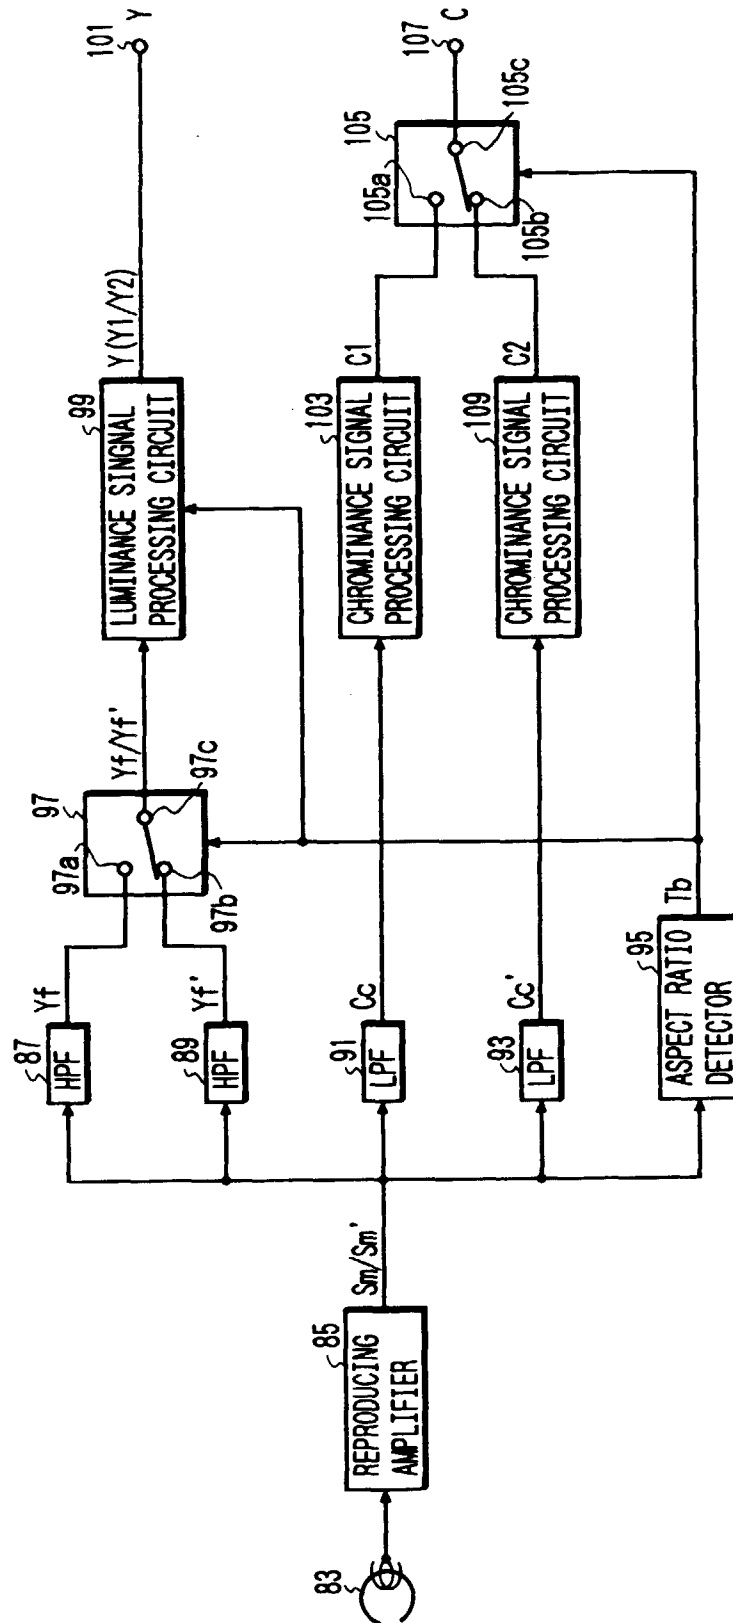 83
85
REPRODUCING
AMPLIFIER
Sm/Sm'
87
HPF
Yf
89
HPF
Yf'
91
LPF
Cc
93
LPF
Cc'
95
ASPECT RATIO
DETECTOR
Tb
97
97a
97b
97c
Yf/Yf'
99
LUMINANCE SINGNAL
PROCESSING CIRCUIT
Y(Y1/Y2)
101
Y
103
CHROMINANCE SIGNAL
PROCESSING CIRCUIT
C1
109
CHROMINANCE SIGNAL
PROCESSING CIRCUIT
C2
105
105a
105b
105c
107
C